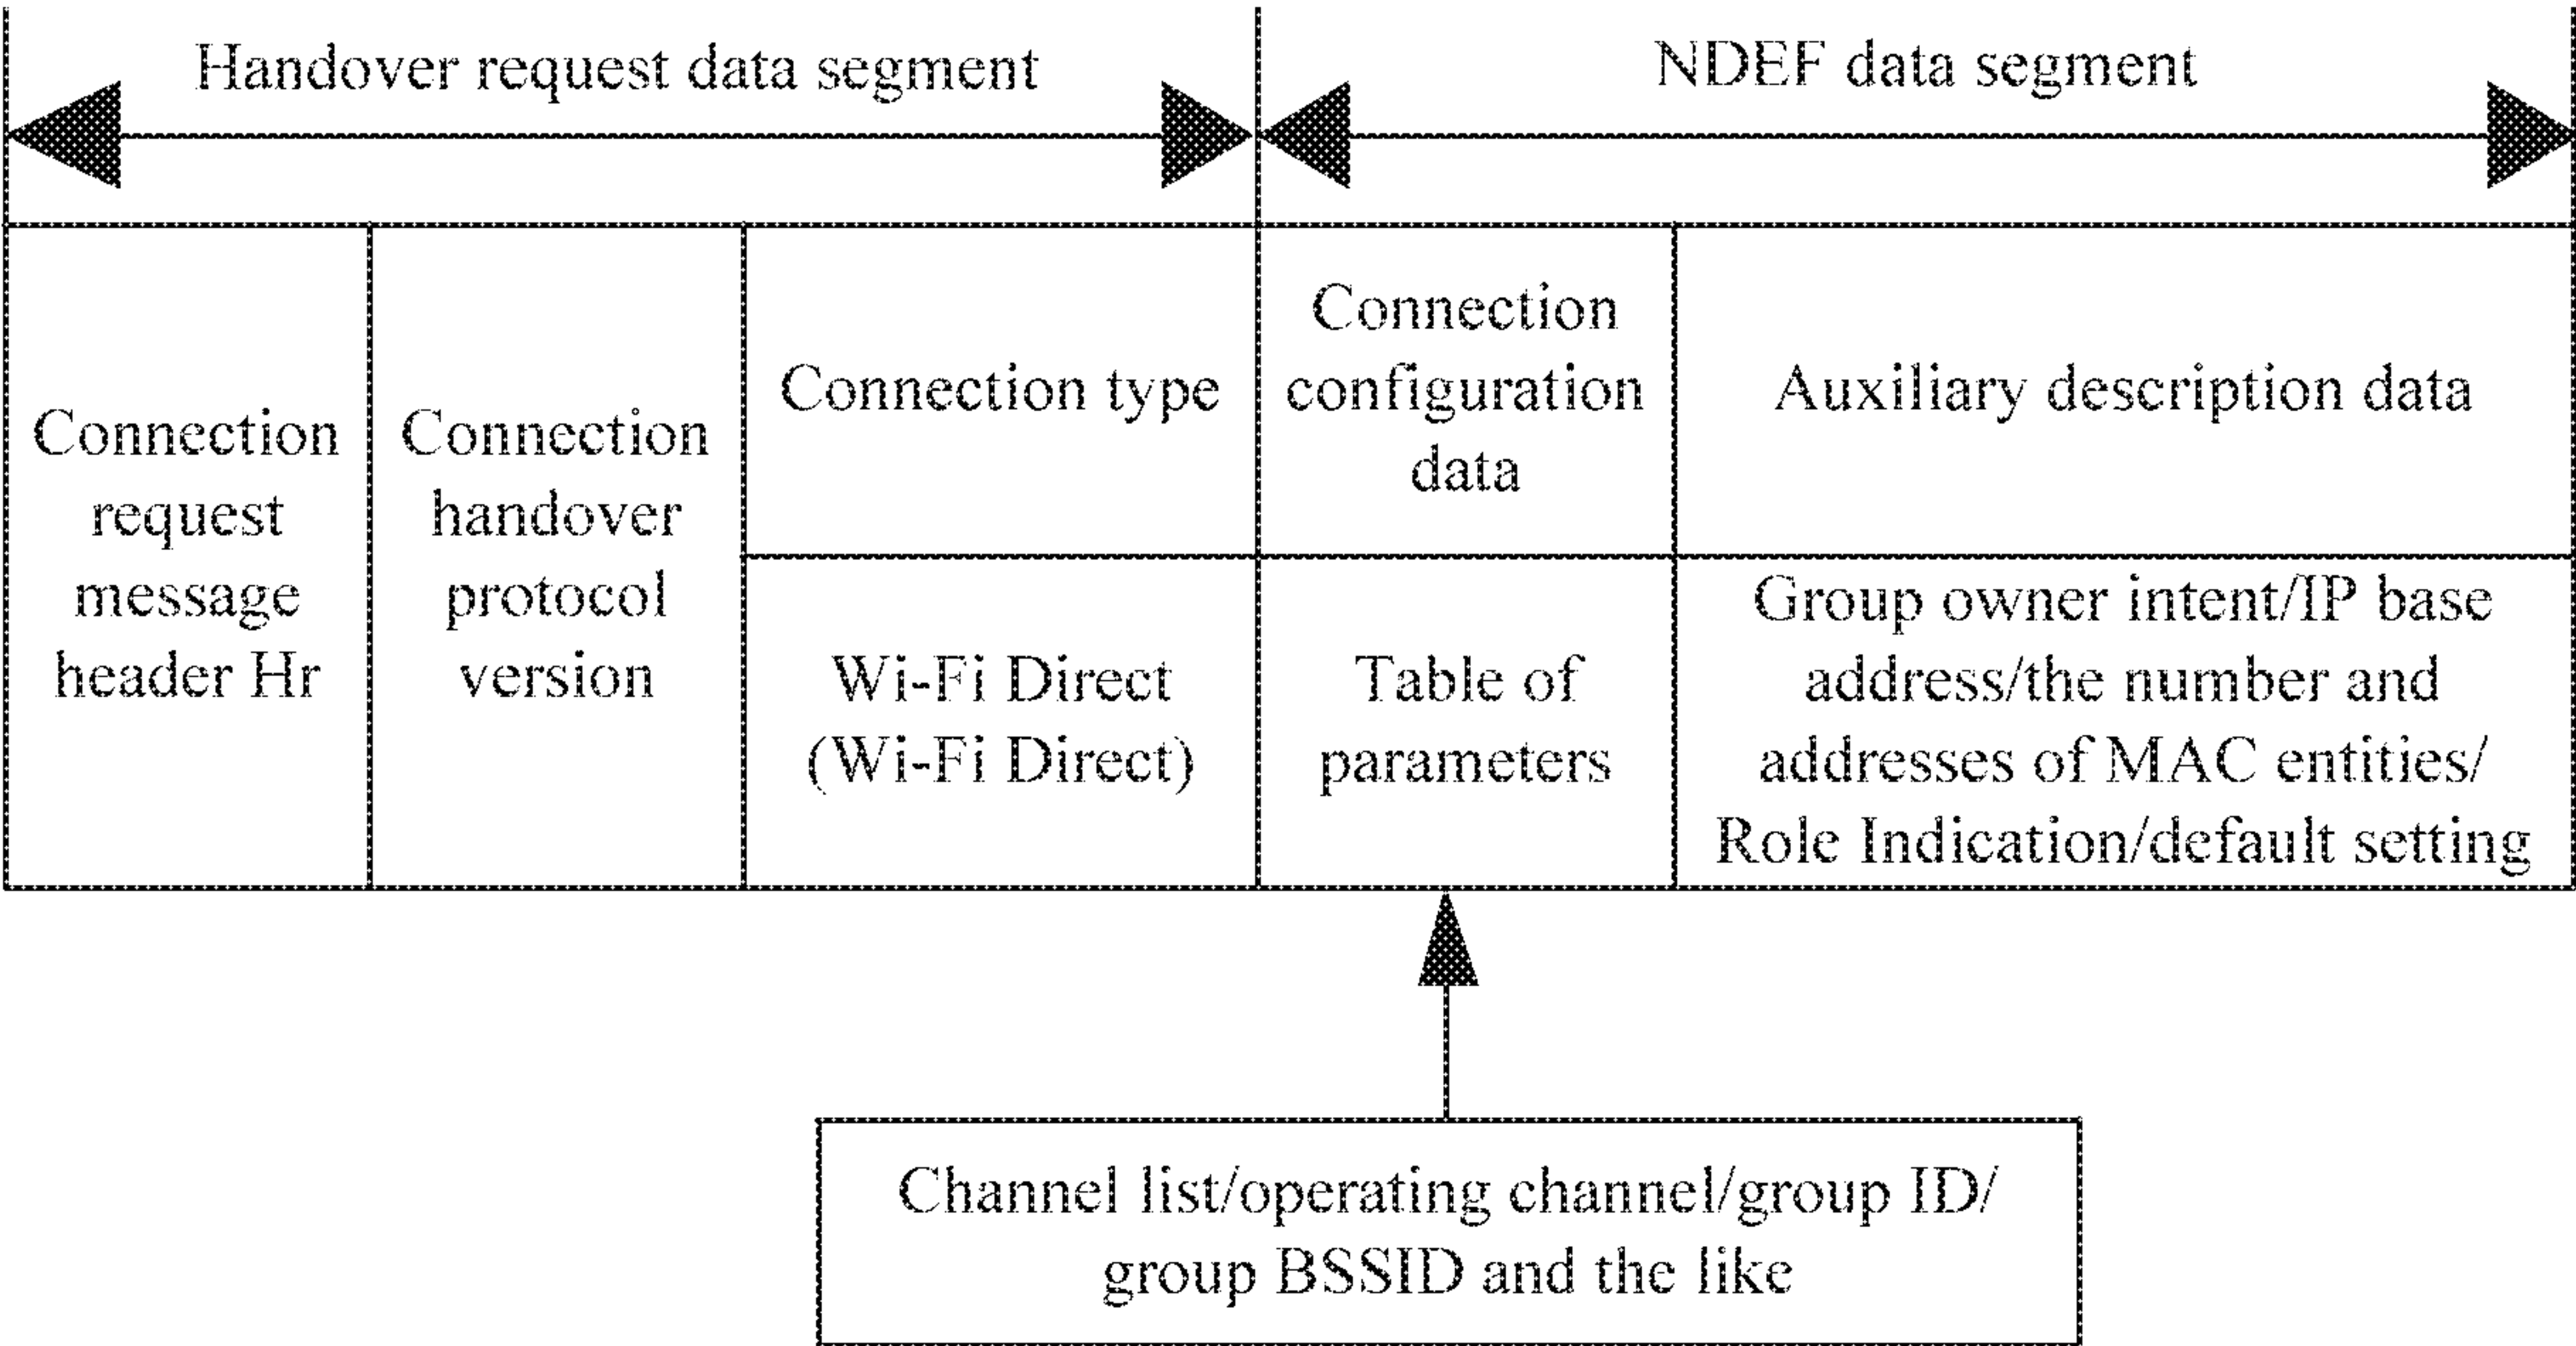 Handover request data segment
NDEF data segment
Connection
request
message
header Hr
Connection
handover
protocol
version
Connection type
Wi-Fi Direct
(Wi-Fi Direct)
Connection
configuration
data
Table of
parameters
Auxiliary description data
Group owner intent/IP base
address/the number and
addresses of MAC entities/
Role Indication/default setting
Channel list/operating channel/group ID/
group BSSID and the like